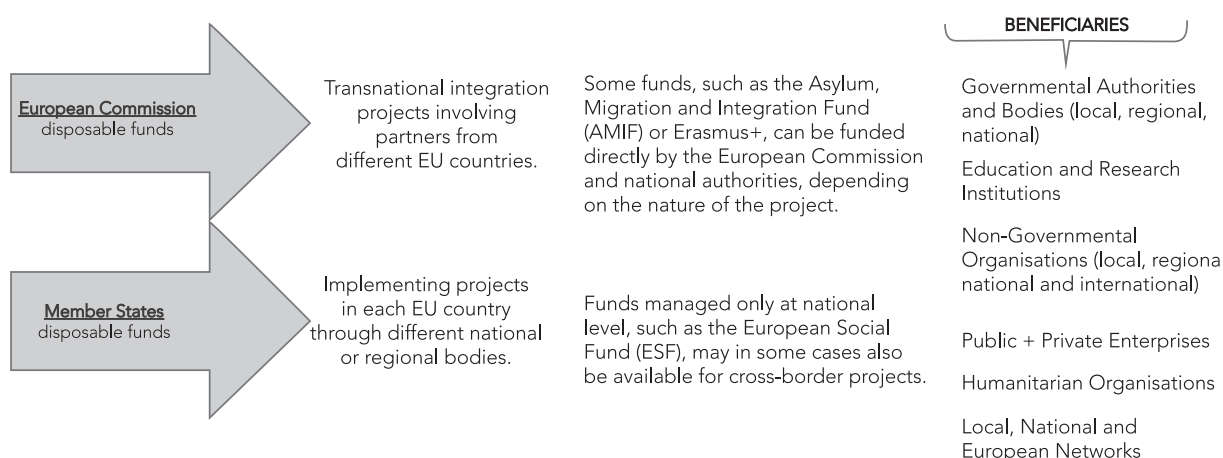 European Commission
disposable funds
Transnational integration
projects involving
partners from
different EU countries.
Some funds, such as the Asylum,
Migration and Integration Fund
(AMIF) or Erasmus+, can be funded
directly by the European Commission
and national authorities, depending
on the nature of the project.
Member States
disposable funds
Implementing projects
in each EU country
through different national
or regional bodies.
Funds managed only at national
level, such as the European Social
Fund (ESF), may in some cases also
be available for cross-border projects.
BENEFICIARIES
Governmental Authorities
and Bodies (local, regional,
national)
Education and Research
Institutions
Non-Governmental
Organisations (local, regiona
national and international)
Public + Private Enterprises
Humanitarian Organisations
Local, National and
European Networks